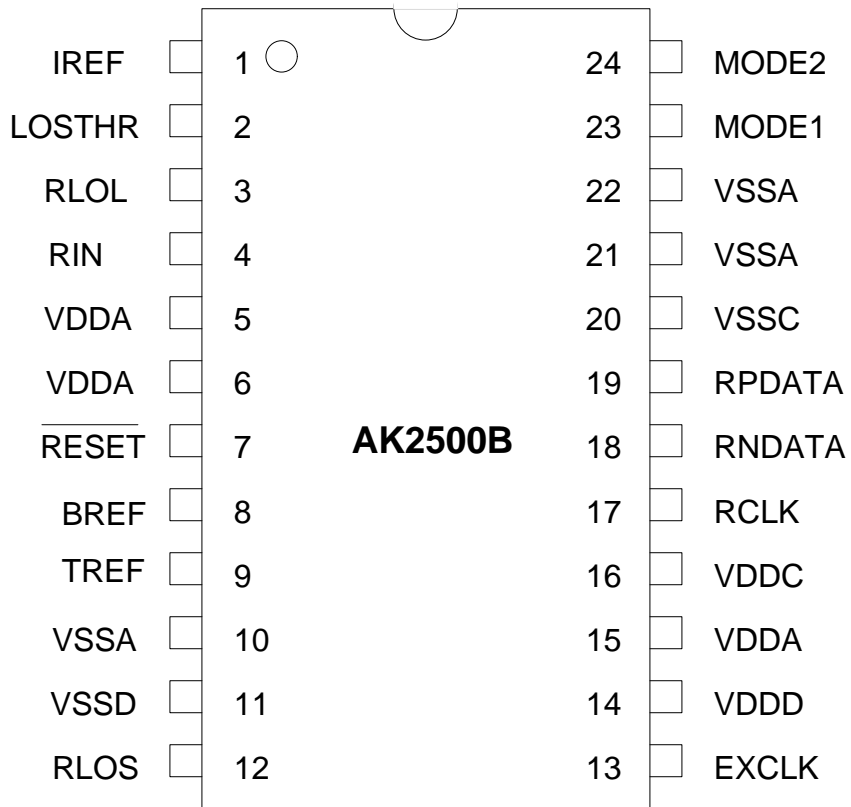 IREF 1 24 MODE2
LOSTHR 2 23 MODE1
RLOL 3 22 VSSA
RIN 4 21 VSSA
VDDA 5 20 VSSC
VDDA 6 19 RPDATA
RESET 7 AK2500B 18 RNDATA
BREF 8 17 RCLK
TREF 9 16 VDDC
VSSA 10 15 VDDA
VSSD 11 14 VDDD
RLOS 12 13 EXCLK